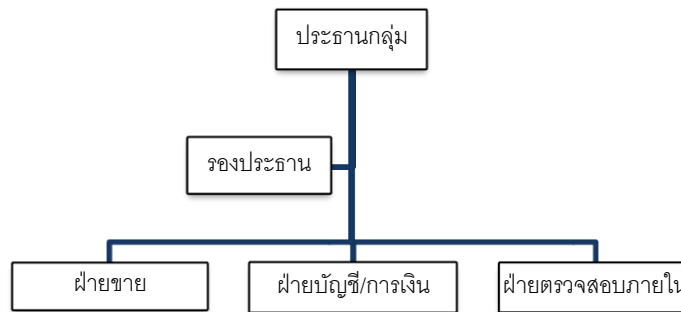 ประธานกลุ่ม
รองประธาน
ฝ่ายขาย
ฝ่ายบัญชี/การเงิน
ฝ่ายตรวจสอบภายใน